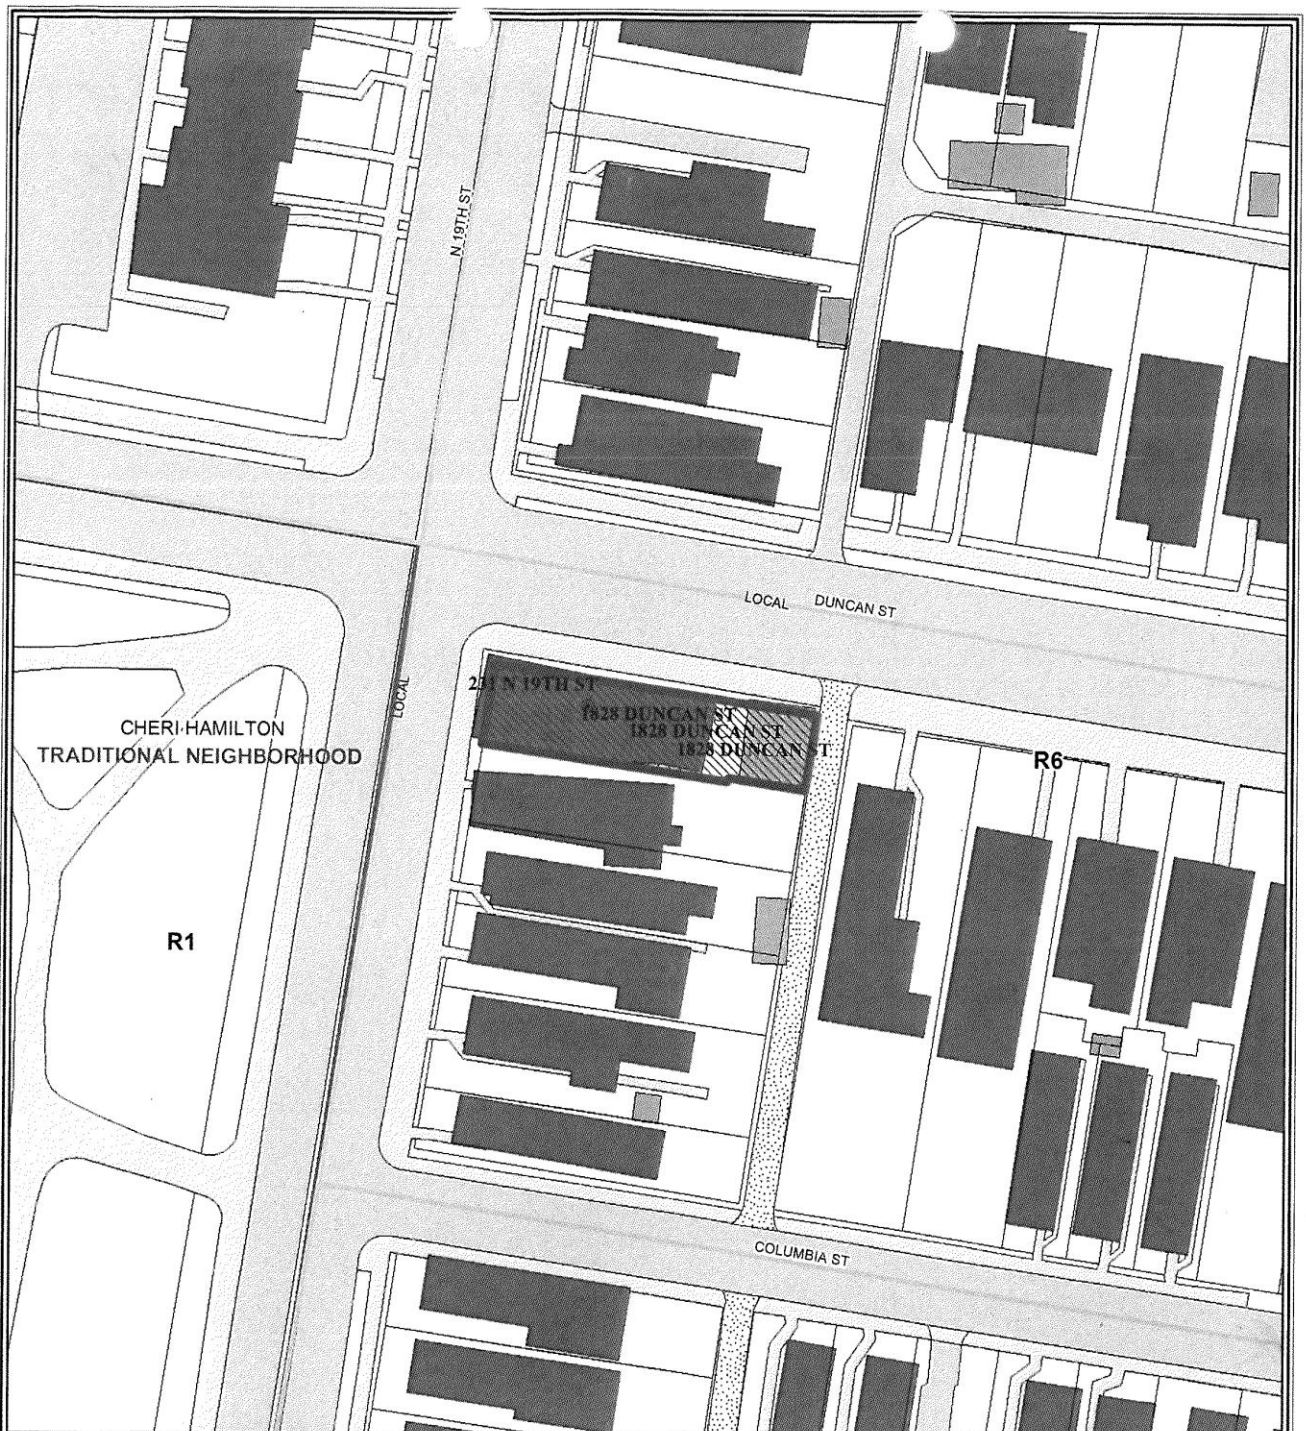 N 19TH ST
LOCAL DUNCAN ST
LOCAL
231 N 19TH ST
1828 DUNCAN ST
1828 DUNCAN ST
1828 DUNCAN ST
CHERI HAMILTON
TRADITIONAL NEIGHBORHOOD
R6
R1
COLUMBIA ST